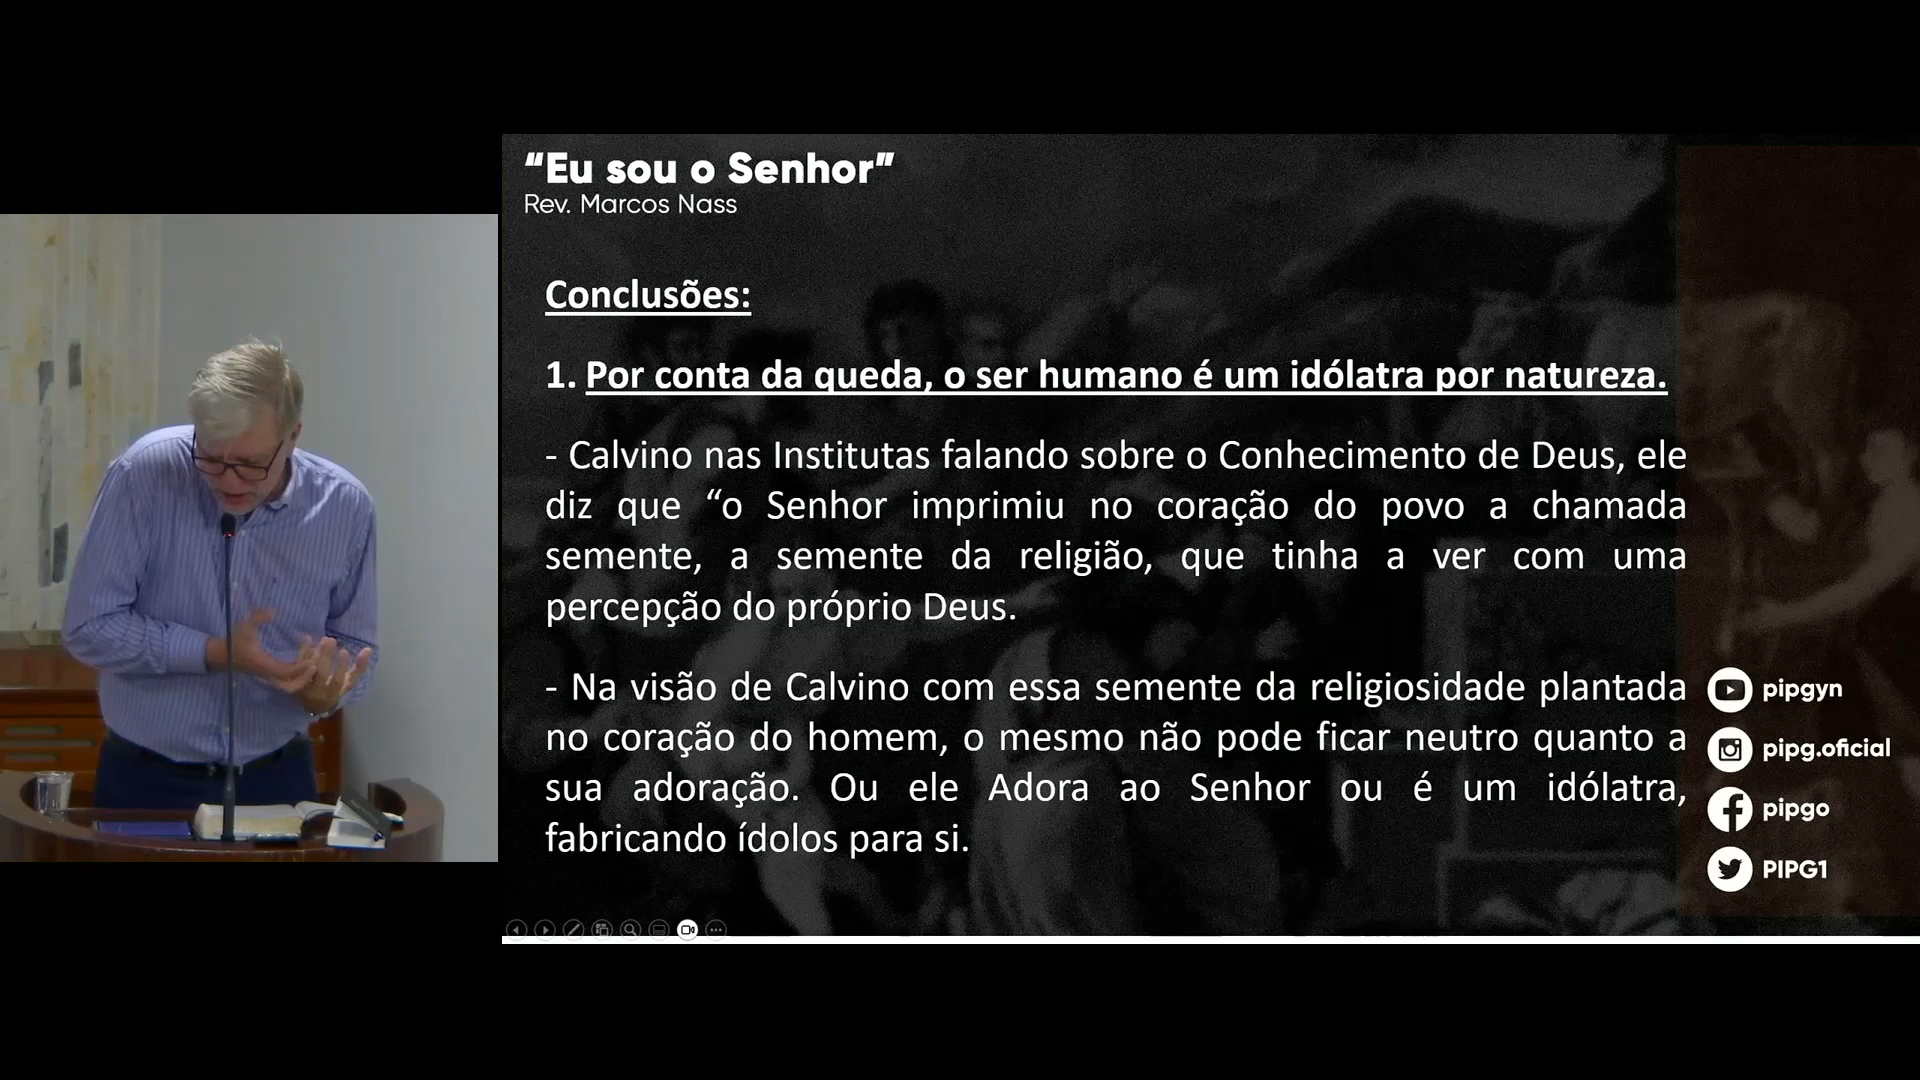 “Eu sou o Senhor”
Rev. Marcos Nass
Conclusões:
1. Por conta da queda, o ser humano é um idólatra por natureza.
- Calvino nas Institutas falando sobre o Conhecimento de Deus, ele
diz que “o Senhor imprimiu no coração do povo a chamada
semente, a semente da religião, que tinha a ver com uma
percepção do próprio Deus.
- Na visão de Calvino com essa semente da religiosidade plantada
no coração do homem, o mesmo não pode ficar neutro quanto a
sua adoração. Ou ele Adora ao Senhor ou é um idólatra,
fabricando ídolos para si.
pipgyn
pipg.oficial
pipgo
PIPG1